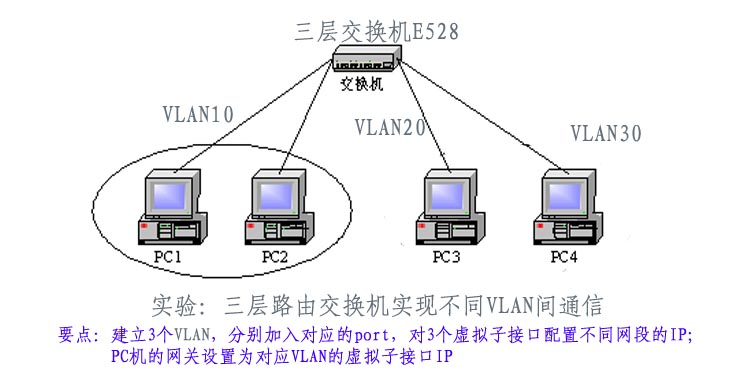 三层交换机E528
交换机
VLAN10
VLAN20
VLAN30
PC1
PC2
PC3
PC4
实验：三层路由交换机实现不同VLAN间通信
要点：建立3个VLAN，分别加入对应的port，对3个虚拟子接口配置不同网段的IP；
PC机的网关设置为对应VLAN的虚拟子接口IP